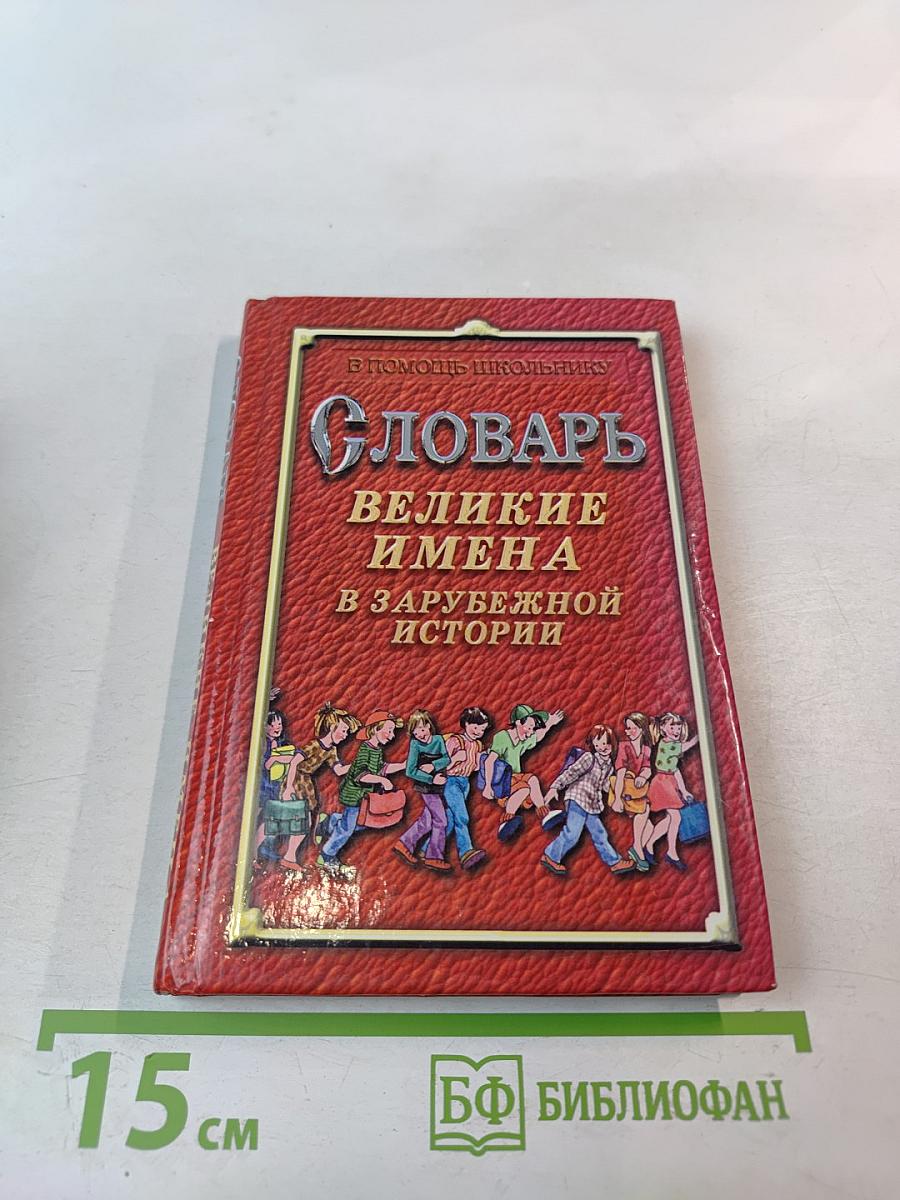 В ПОМОЩЬ ШКОЛЬНИКУ
СЛОВАРЬ
ВЕЛИКИЕ
ИМЕНА
В ЗАРУБЕЖНОЙ
ИСТОРИИ
15 см
БФ БИБЛИОФАН